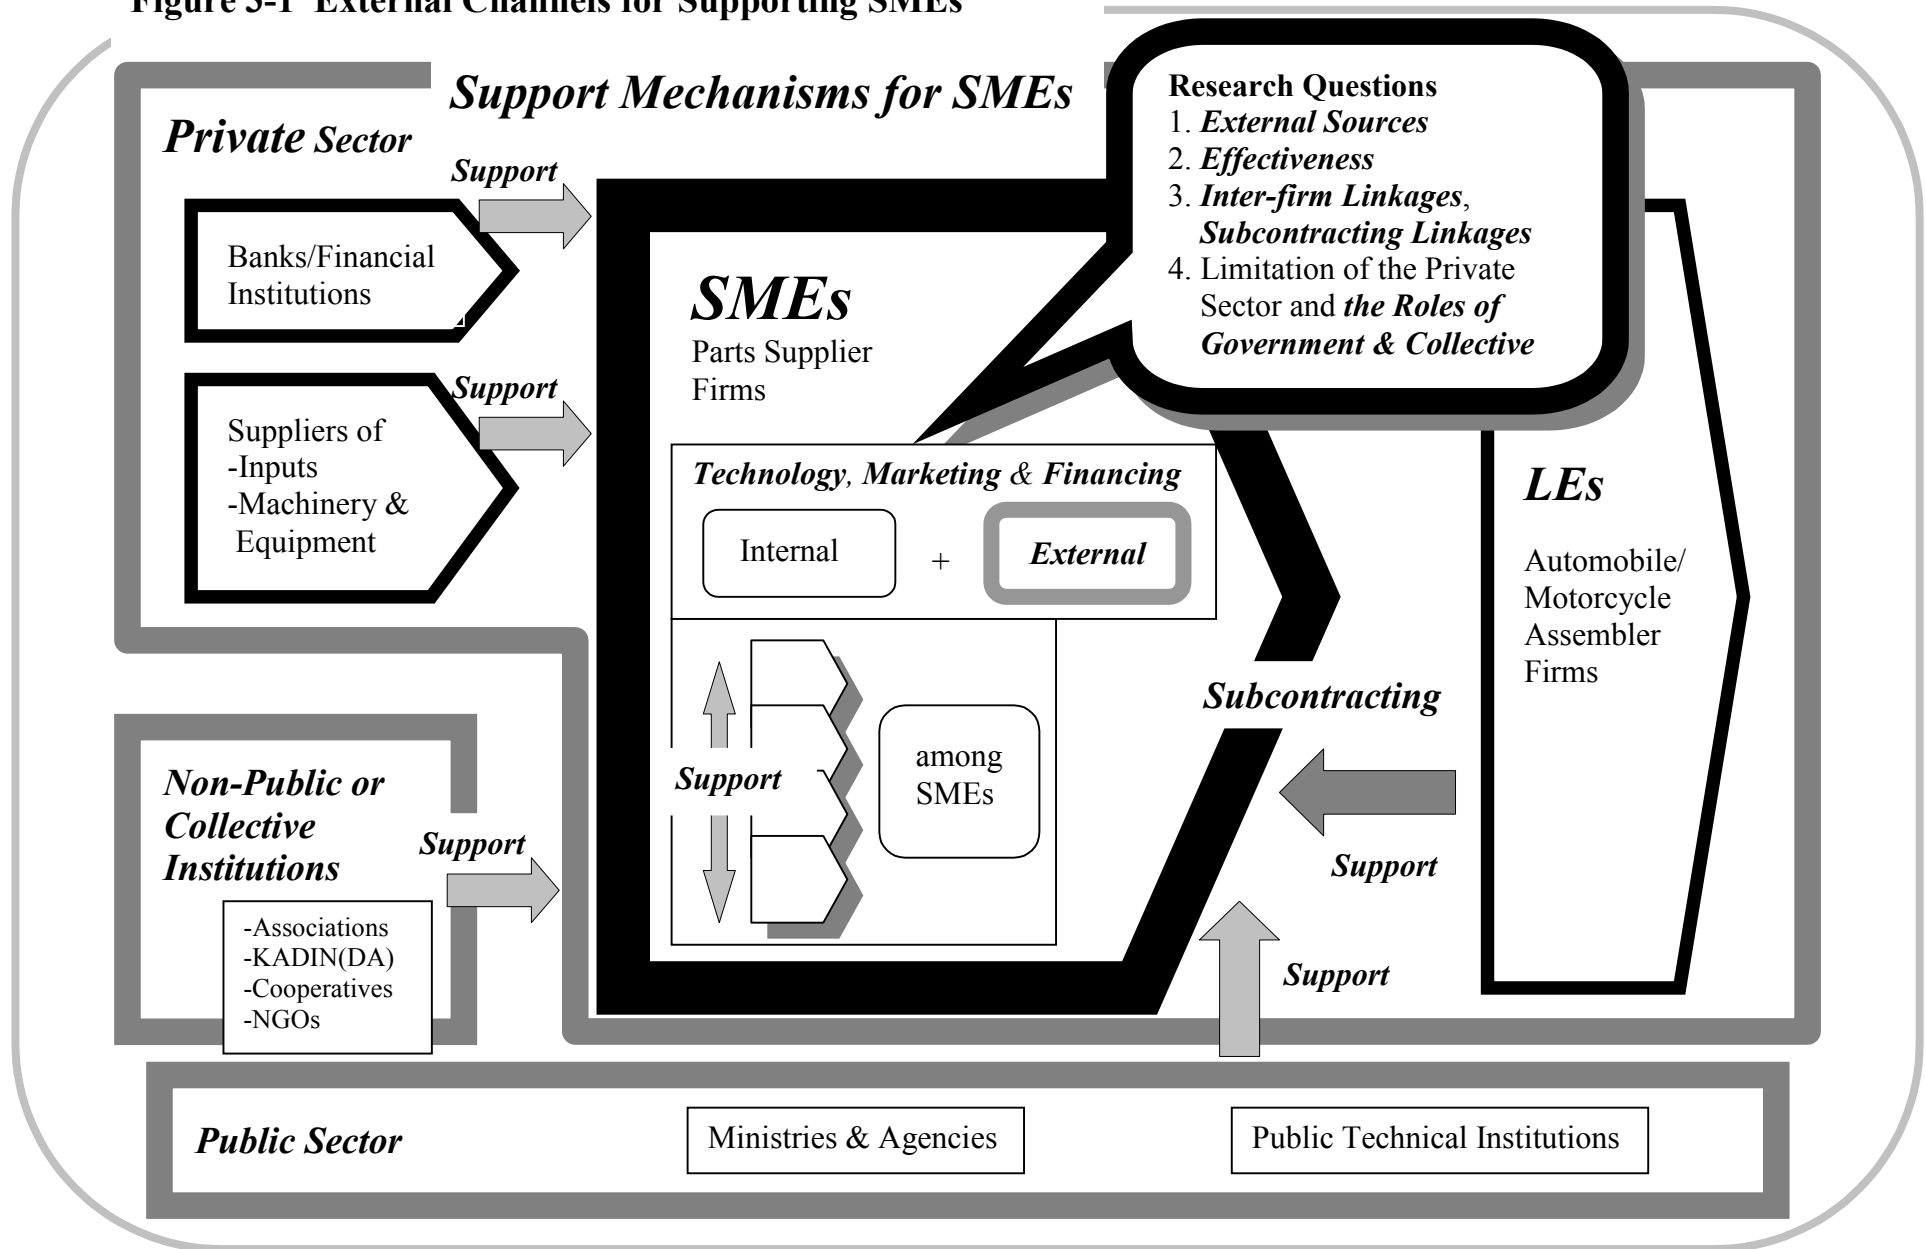 Figure 3-1 External Channels for Supporting SMEs
Support Mechanisms for SMEs
Private Sector
Support
Banks/Financial
Institutions
Support
Suppliers of
-Inputs
-Machinery &
Equipment
Research Questions
1. External Sources
2. Effectiveness
3. Inter-firm Linkages,
Subcontracting Linkages
4. Limitation of the Private
Sector and the Roles of
Government & Collective
SMEs
Parts Supplier
Firms
Technology, Marketing & Financing
Internal
+
External
Support
among
SMEs
LEs
Automobile/
Motorcycle
Assembler
Firms
Subcontracting
Support
Support
Non-Public or
Collective
Institutions
Support
-Associations
-KADIN(DA)
-Cooperatives
-NGOs
Public Sector
Ministries & Agencies
Public Technical Institutions